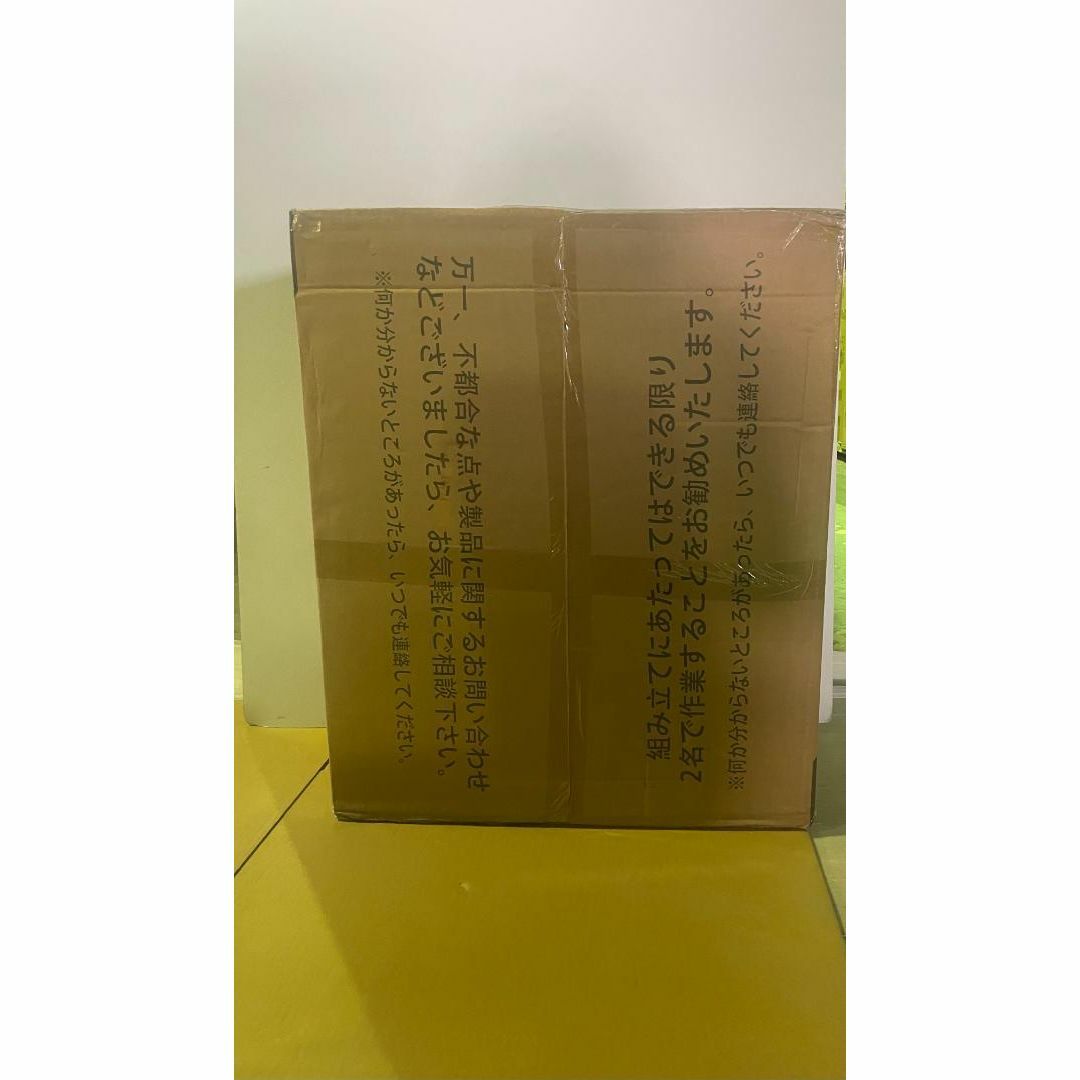 万一、不都合な点や製品に関するお問い合わせ
などございましたら、お気軽にご相談下さい。
※何か分からないところがあったら、いつでも連絡してください。
組み立てにあたってはできる限り
2名で作業することをお勧めいたします。
※何か分からないところがあったら、いつでも連絡してください。